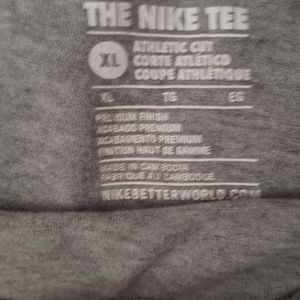 THE NIKE TEE
XL
ATHLETIC CUT
CORTE ATLÉTICO
COUPE ATHLÉTIQUE
XL TG EG
PREMIUM FINISH
ACABADO PREMIUM
ACABAMENTO PREMIUM
FINITION HAUT DE GAMME
MADE IN CAMBODIA
FABRIQUÉ AU CAMBODGE
NIKEBETTERWORLD.COM